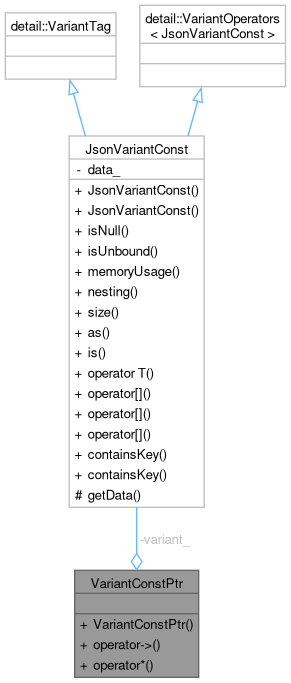 detail::VariantTag
detail::VariantOperators
< JsonVariantConst >
JsonVariantConst
- data_
+ JsonVariantConst()
+ JsonVariantConst()
+ isNull()
+ isUnbound()
+ memoryUsage()
+ nesting()
+ size()
+ as()
+ is()
+ operator T()
+ operator[]()
+ operator[]()
+ operator[]()
+ containsKey()
+ containsKey()
# getData()
-variant_
VariantConstPtr
+ VariantConstPtr()
+ operator->()
+ operator*()